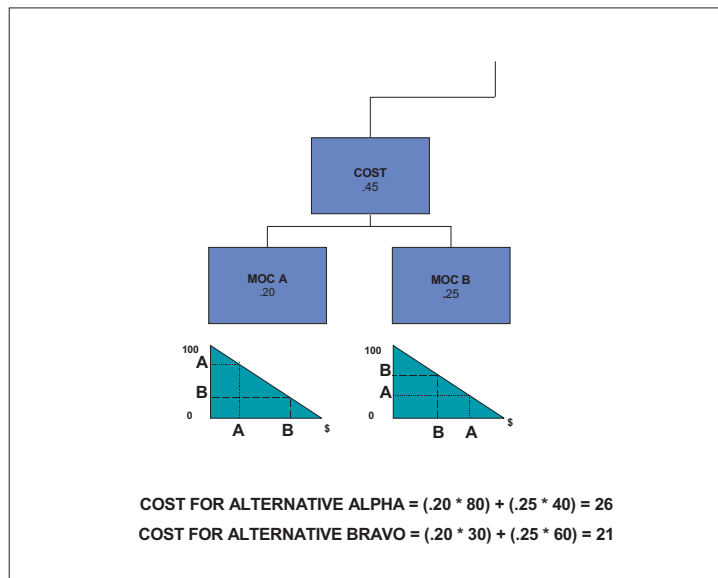 COST
.45
MOC A
.20
MOC B
.25
100
A
B
0
A B $
100
B
A
0
B A $
COST FOR ALTERNATIVE ALPHA = (.20 * 80) + (.25 * 40) = 26
COST FOR ALTERNATIVE BRAVO = (.20 * 30) + (.25 * 60) = 21